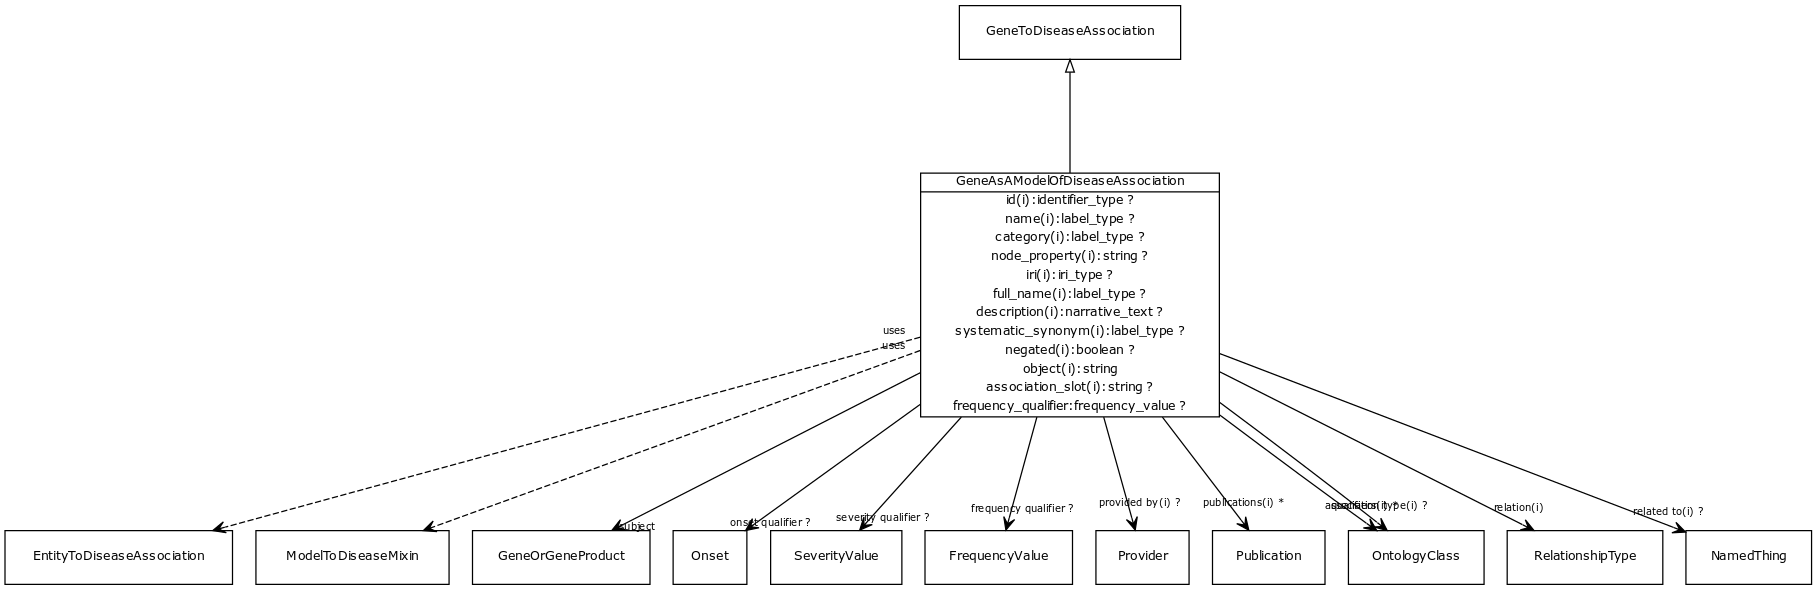 GeneToDiseaseAssociation
GeneAsAModelOfDiseaseAssociation
id(i):identifier_type ?
name(i):label_type ?
category(i):label_type ?
node_property(i):string ?
iri(i):iri_type ?
full_name(i):label_type ?
description(i):narrative_text ?
systematic_synonym(i):label_type ?
negated(i):boolean ?
object(i):string
association_slot(i):string ?
frequency_qualifier:frequency_value ?
uses
uses
subject
onset qualifier ?
severity qualifier ?
frequency qualifier ?
provided by(i) ?
publications(i) *
type(i) ?
relation(i)
related to(i) ?
EntityToDiseaseAssociation
ModelToDiseaseMixin
GeneOrGeneProduct
Onset
SeverityValue
FrequencyValue
Provider
Publication
OntologyClass
RelationshipType
NamedThing